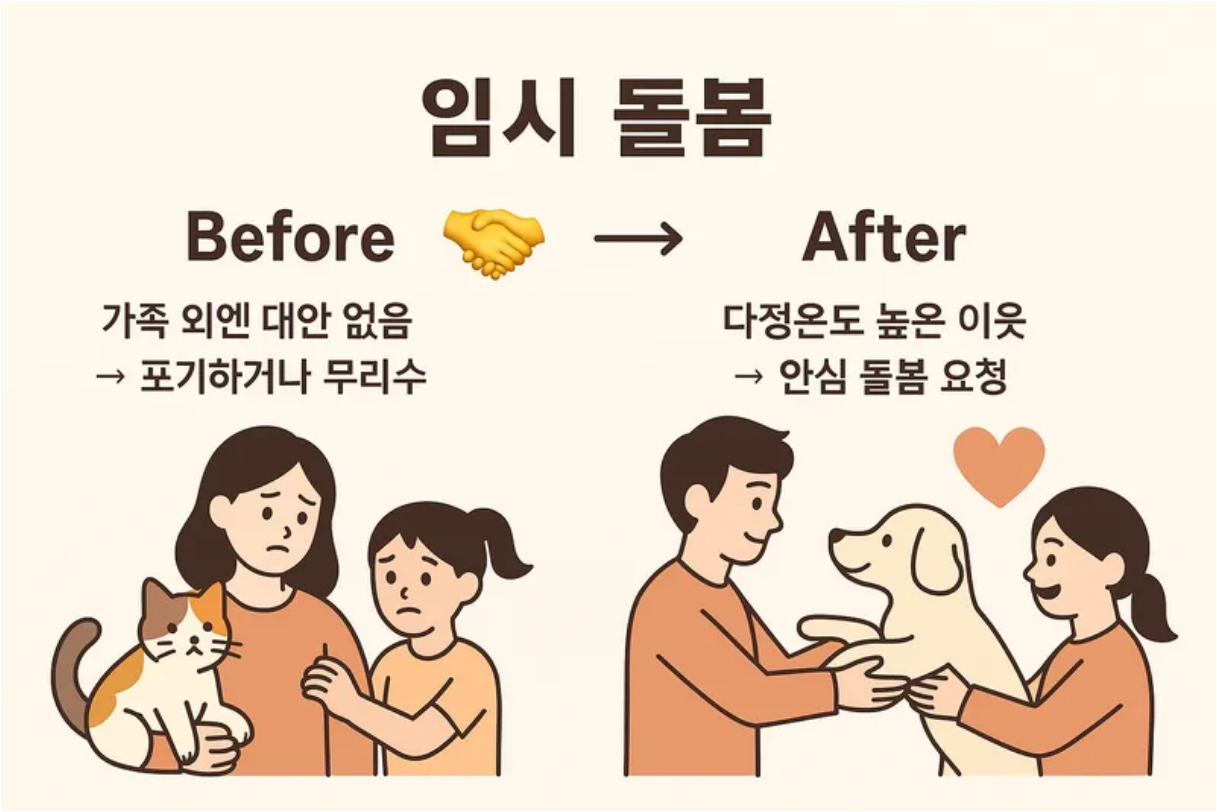 임시 돌봄
Before 🤝 → After
가족 외엔 대안 없음
→ 포기하거나 무리수
다정온도 높은 이웃
→ 안심 돌봄 요청